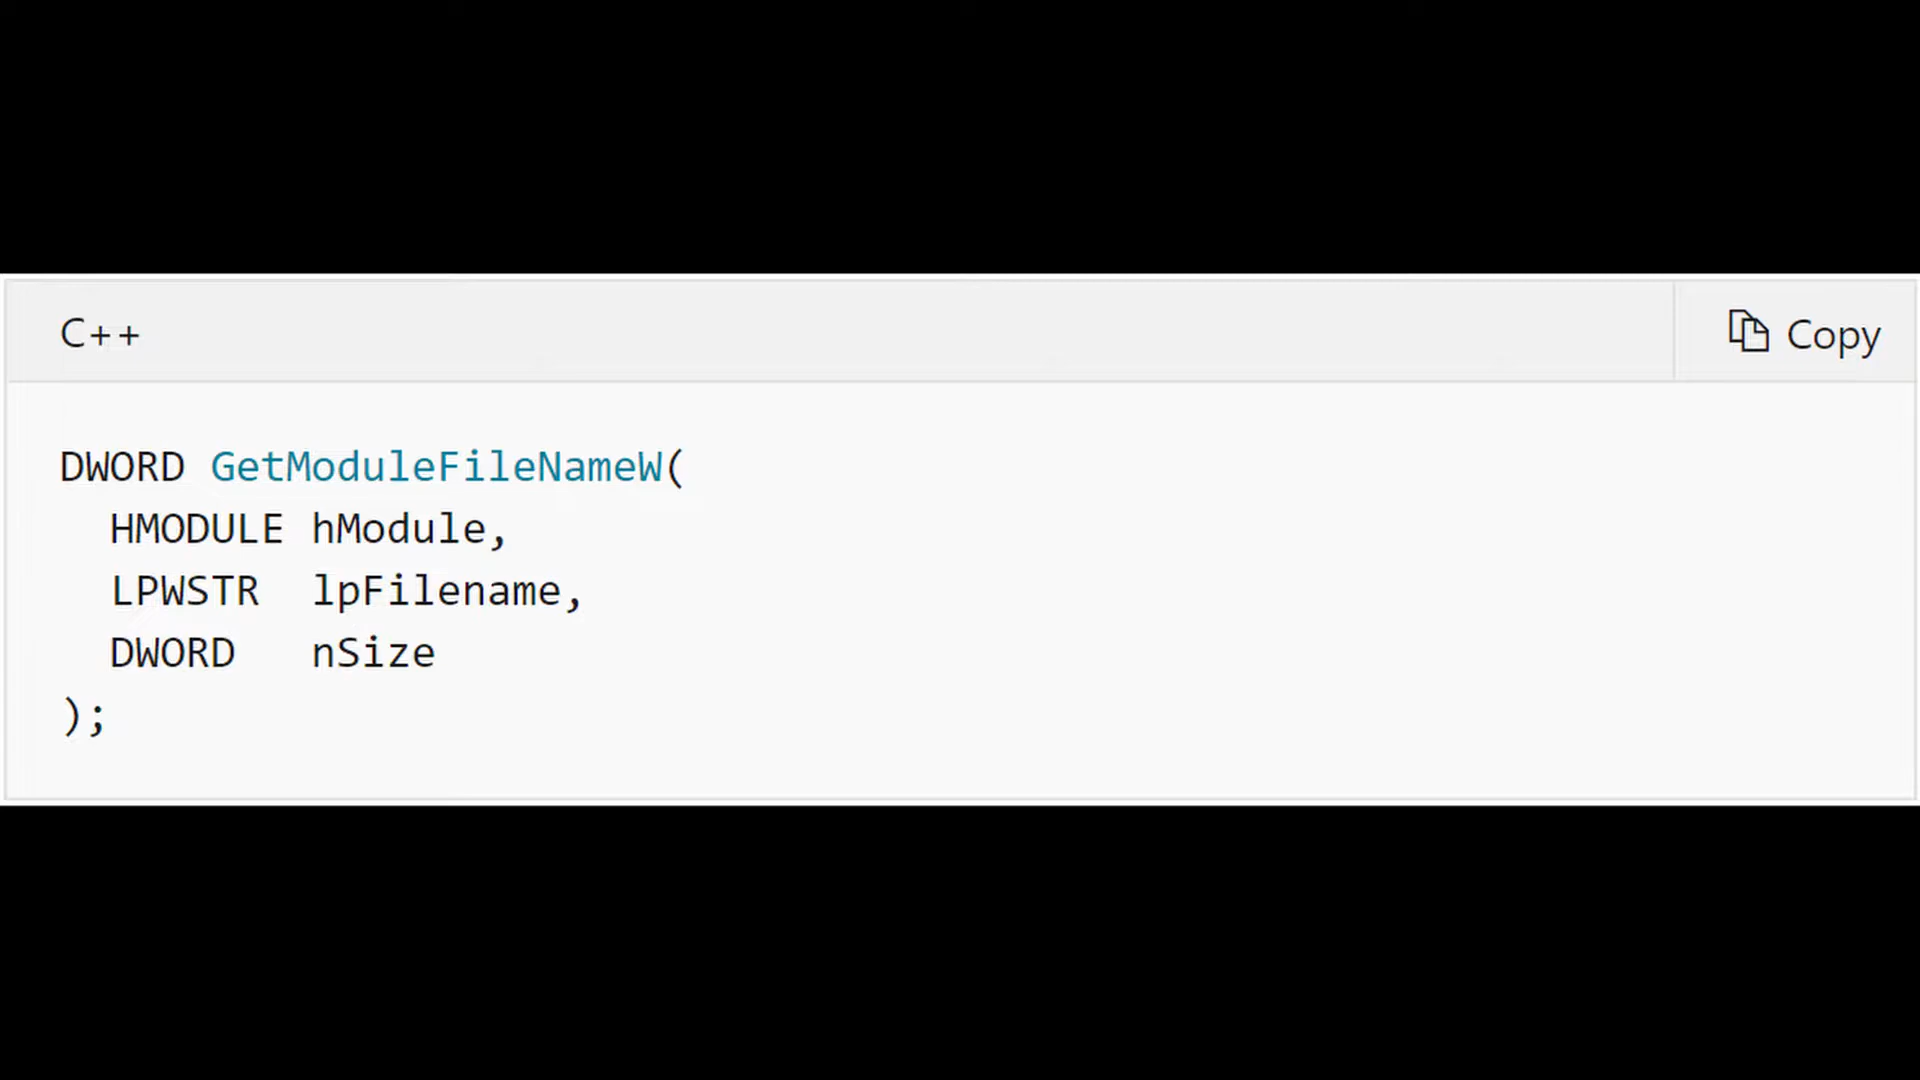 C++
Copy
DWORD GetModuleFileNameW(
  HMODULE hModule,
  LPWSTR  lpFilename,
  DWORD   nSize
);